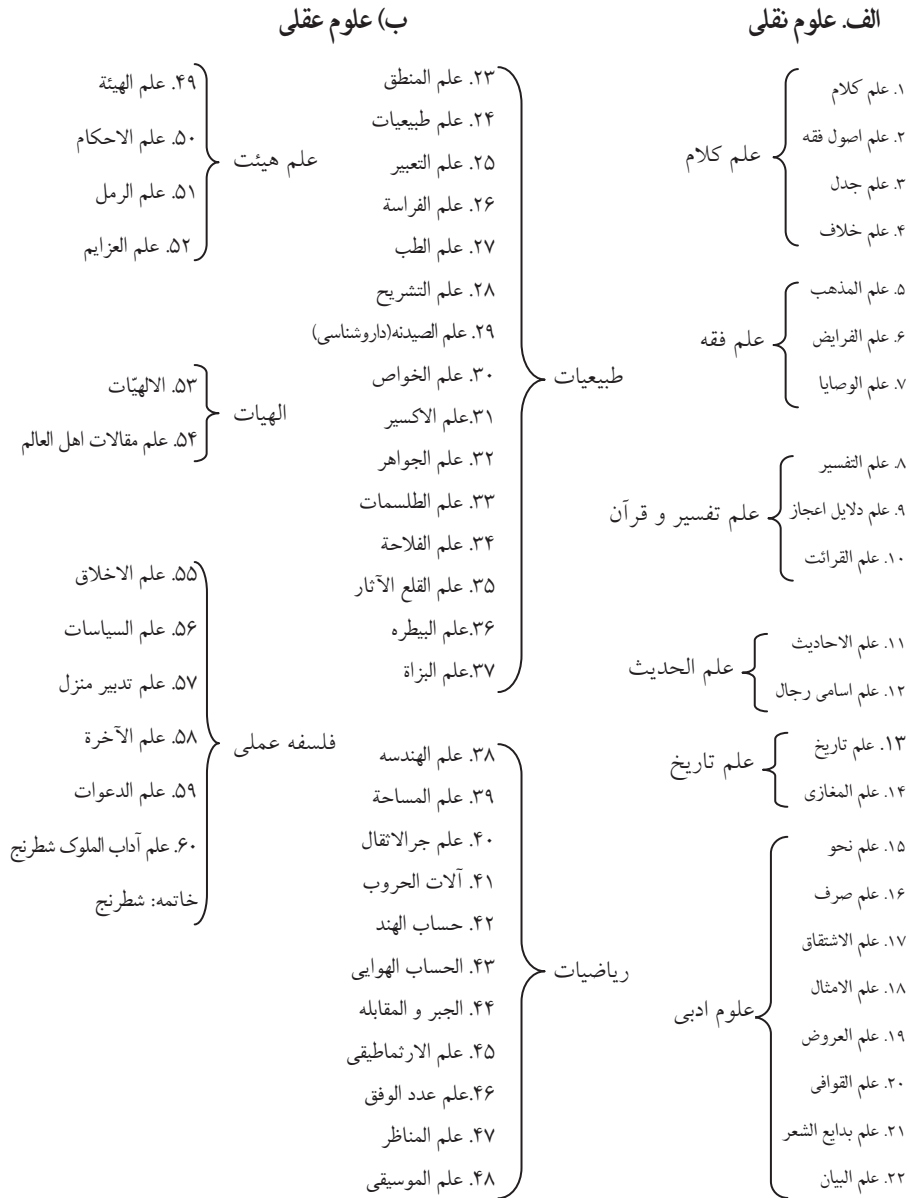 الف. علوم نقلی
علم کلام
۱. علم کلام
۲. علم اصول فقه
۳. علم جدل
۴. علم خلاف
علم فقه
۵. علم المذهب
۶. علم الفرایض
۷. علم الوصایا
علم تفسیر و قرآن
۸. علم التفسیر
۹. علم دلایل اعجاز
۱۰. علم القرائت
علم الحدیث
۱۱. علم الاحادیث
۱۲. علم اسامی رجال
علم تاریخ
۱۳. علم تاریخ
۱۴. علم المغازی
علوم ادبی
۱۵. علم نحو
۱۶. علم صرف
۱۷. علم الاشتقاق
۱۸. علم الامثال
۱۹. علم العروض
۲۰. علم القوافی
۲۱. علم بدایع الشعر
۲۲. علم البیان
ب) علوم عقلی
طبیعیات
۲۳. علم المنطق
۲۴. علم طبیعیات
۲۵. علم التعبیر
۲۶. علم الفراسة
۲۷. علم الطب
۲۸. علم التشریح
۲۹. علم الصیدنه(داروشناسی)
۳۰. علم الخواص
۳۱.علم الاکسیر
۳۲. علم الجواهر
۳۳. علم الطلسمات
۳۴. علم الفلاحة
۳۵. علم القلع الآثار
۳۶.علم البیطره
۳۷.علم البزاة
ریاضیات
۳۸. علم الهندسه
۳۹. علم المساحة
۴۰. علم جرالاثقال
۴۱. آلات الحروب
۴۲. حساب الهند
۴۳. الحساب الهوایی
۴۴. الجبر و المقابله
۴۵. علم الارثماطیقی
۴۶.علم عدد الوفق
۴۷. علم المناظر
۴۸. علم الموسیقی
علم هیئت
۴۹. علم الهیئة
۵۰. علم الاحکام
۵۱. علم الرمل
۵۲. علم العزایم
الهیات
۵۳. الالهیّات
۵۴. علم مقالات اهل العالم
فلسفه عملی
۵۵. علم الاخلاق
۵۶. علم السیاسات
۵۷. علم تدبیر منزل
۵۸. علم الآخرة
۵۹. علم الدعوات
۶۰. علم آداب الملوک شطرنج
خاتمه: شطرنج